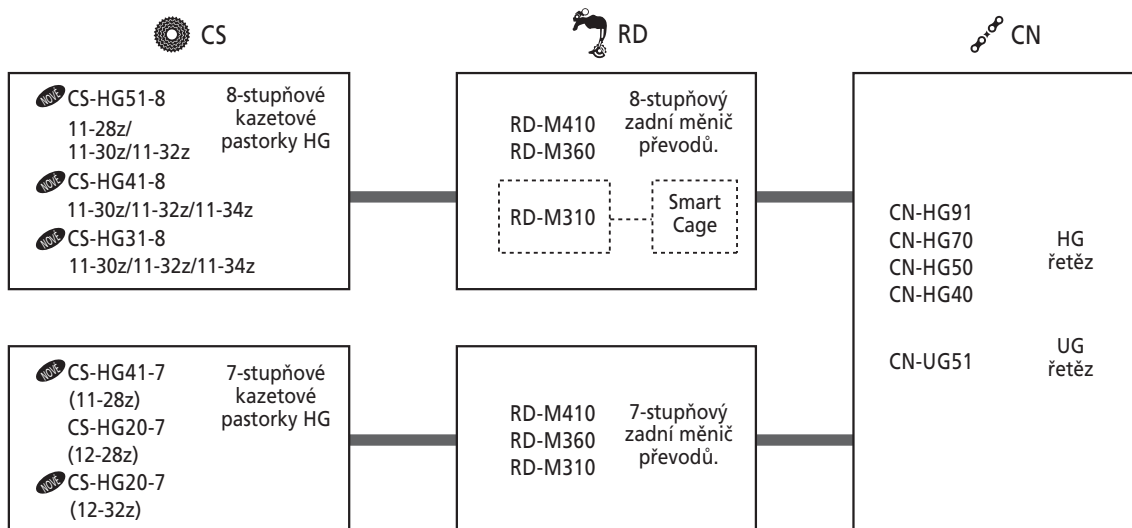 CS
RD
CN
NOVÉ CS-HG51-8
11-28z/
11-30z/11-32z
NOVÉ CS-HG41-8
11-30z/11-32z/11-34z
NOVÉ CS-HG31-8
11-30z/11-32z/11-34z
8-stupňové
kazetové
pastorky HG
RD-M410
RD-M360
8-stupňový
zadní měnič
převodů.
RD-M310
Smart
Cage
CN-HG91
CN-HG70
CN-HG50
CN-HG40
HG
řetěz
CN-UG51
UG
řetěz
NOVÉ CS-HG41-7
(11-28z)
CS-HG20-7
(12-28z)
NOVÉ CS-HG20-7
(12-32z)
7-stupňové
kazetové
pastorky HG
RD-M410
RD-M360
RD-M310
7-stupňový
zadní měnič
převodů.